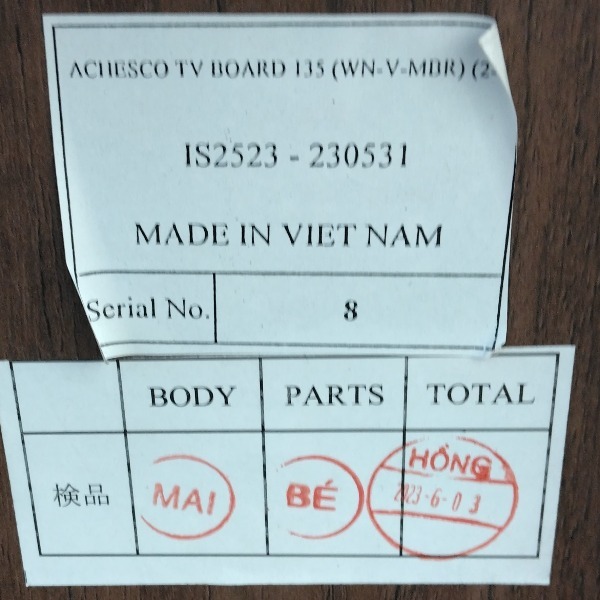 ACHESCO TV BOARD 135 (WN-V-MBR) (2-
IS2523 - 230531
MADE IN VIET NAM
Serial No. 8
BODY PARTS TOTAL
検品 MAI BÉ HỒNG
2023-6-03